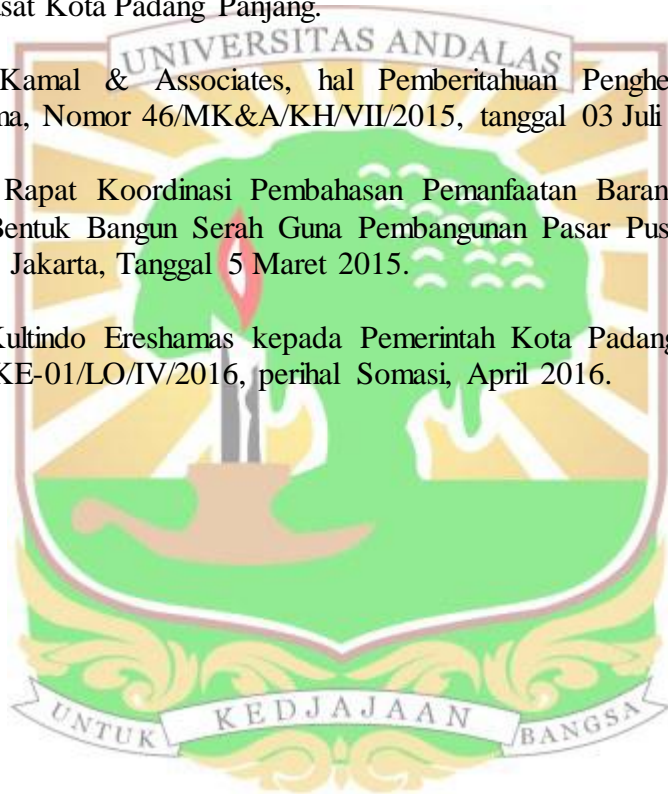 sat Kota Padang Panjang.
UNIVERSITAS ANDALAS
Kamal & Associates, hal Pemberitahuan Penghe
na, Nomor 46/MK&A/KH/VII/2015, tanggal 03 Juli
Rapat Koordinasi Pembahasan Pemanfaatan Baran
Bentuk Bangun Serah Guna Pembangunan Pasar Pus
Jakarta, Tanggal 5 Maret 2015.
Kultindo Ereshamas kepada Pemerintah Kota Padang
KE-01/LO/IV/2016, perihal Somasi, April 2016.
UNTUK KEDJAJAAN BANGSA